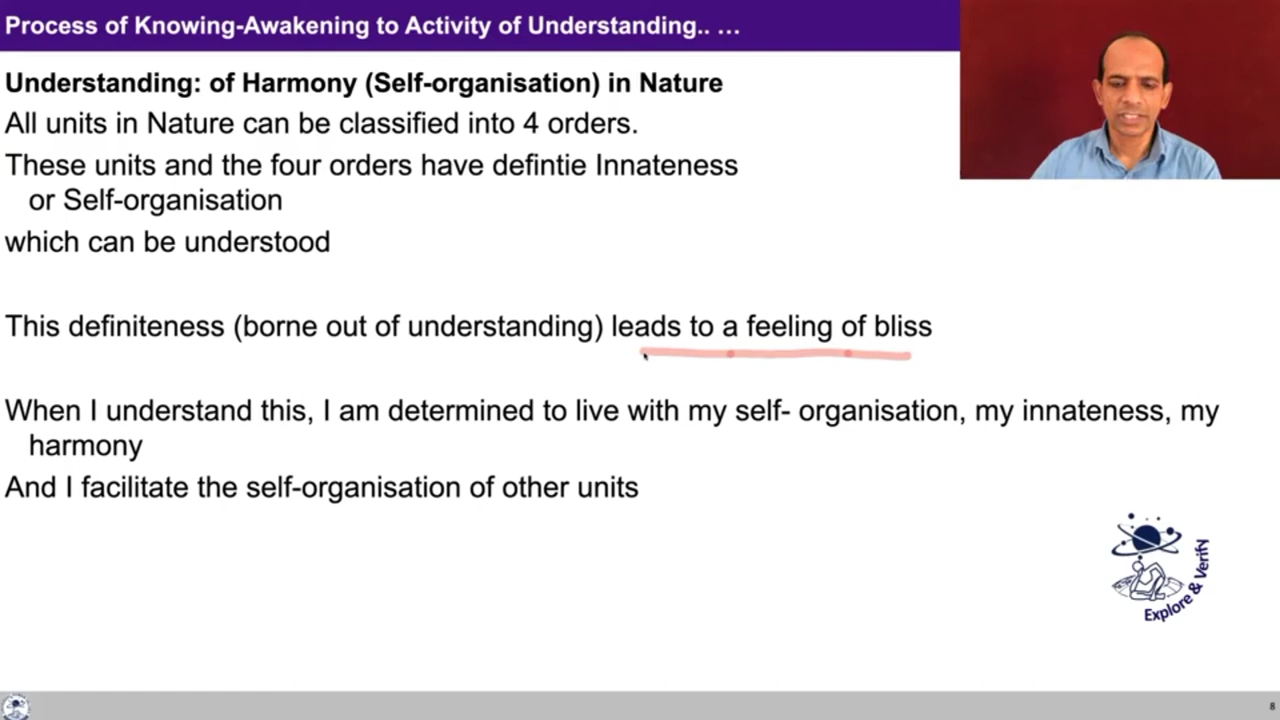 Process of Knowing-Awakening to Activity of Understanding.. …
Understanding: of Harmony (Self-organisation) in Nature
All units in Nature can be classified into 4 orders.
These units and the four orders have defintie Innateness
or Self-organisation
which can be understood
This definiteness (borne out of understanding) leads to a feeling of bliss
When I understand this, I am determined to live with my self- organisation, my innateness, my
harmony
And I facilitate the self-organisation of other units
Explore & Verify
8